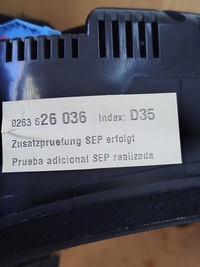 0263 626 036 Index: D35
Zusatzpruefung SEP erfolgt
Prueba adicional SEP realizada